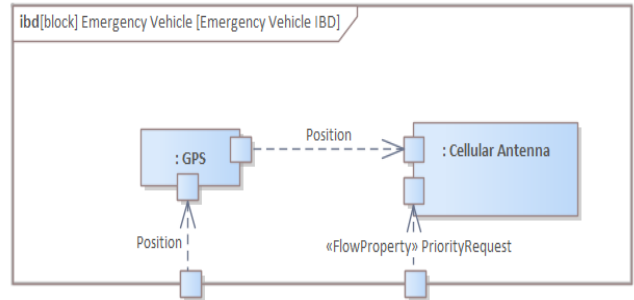 ibd[block] Emergency Vehicle [Emergency Vehicle IBD]
Position
: GPS
: Cellular Antenna
Position
«FlowProperty» PriorityRequest